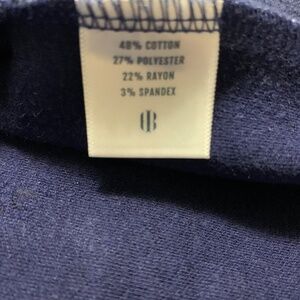 48% COTTON
27% POLYESTER
22% RAYON
3% SPANDEX